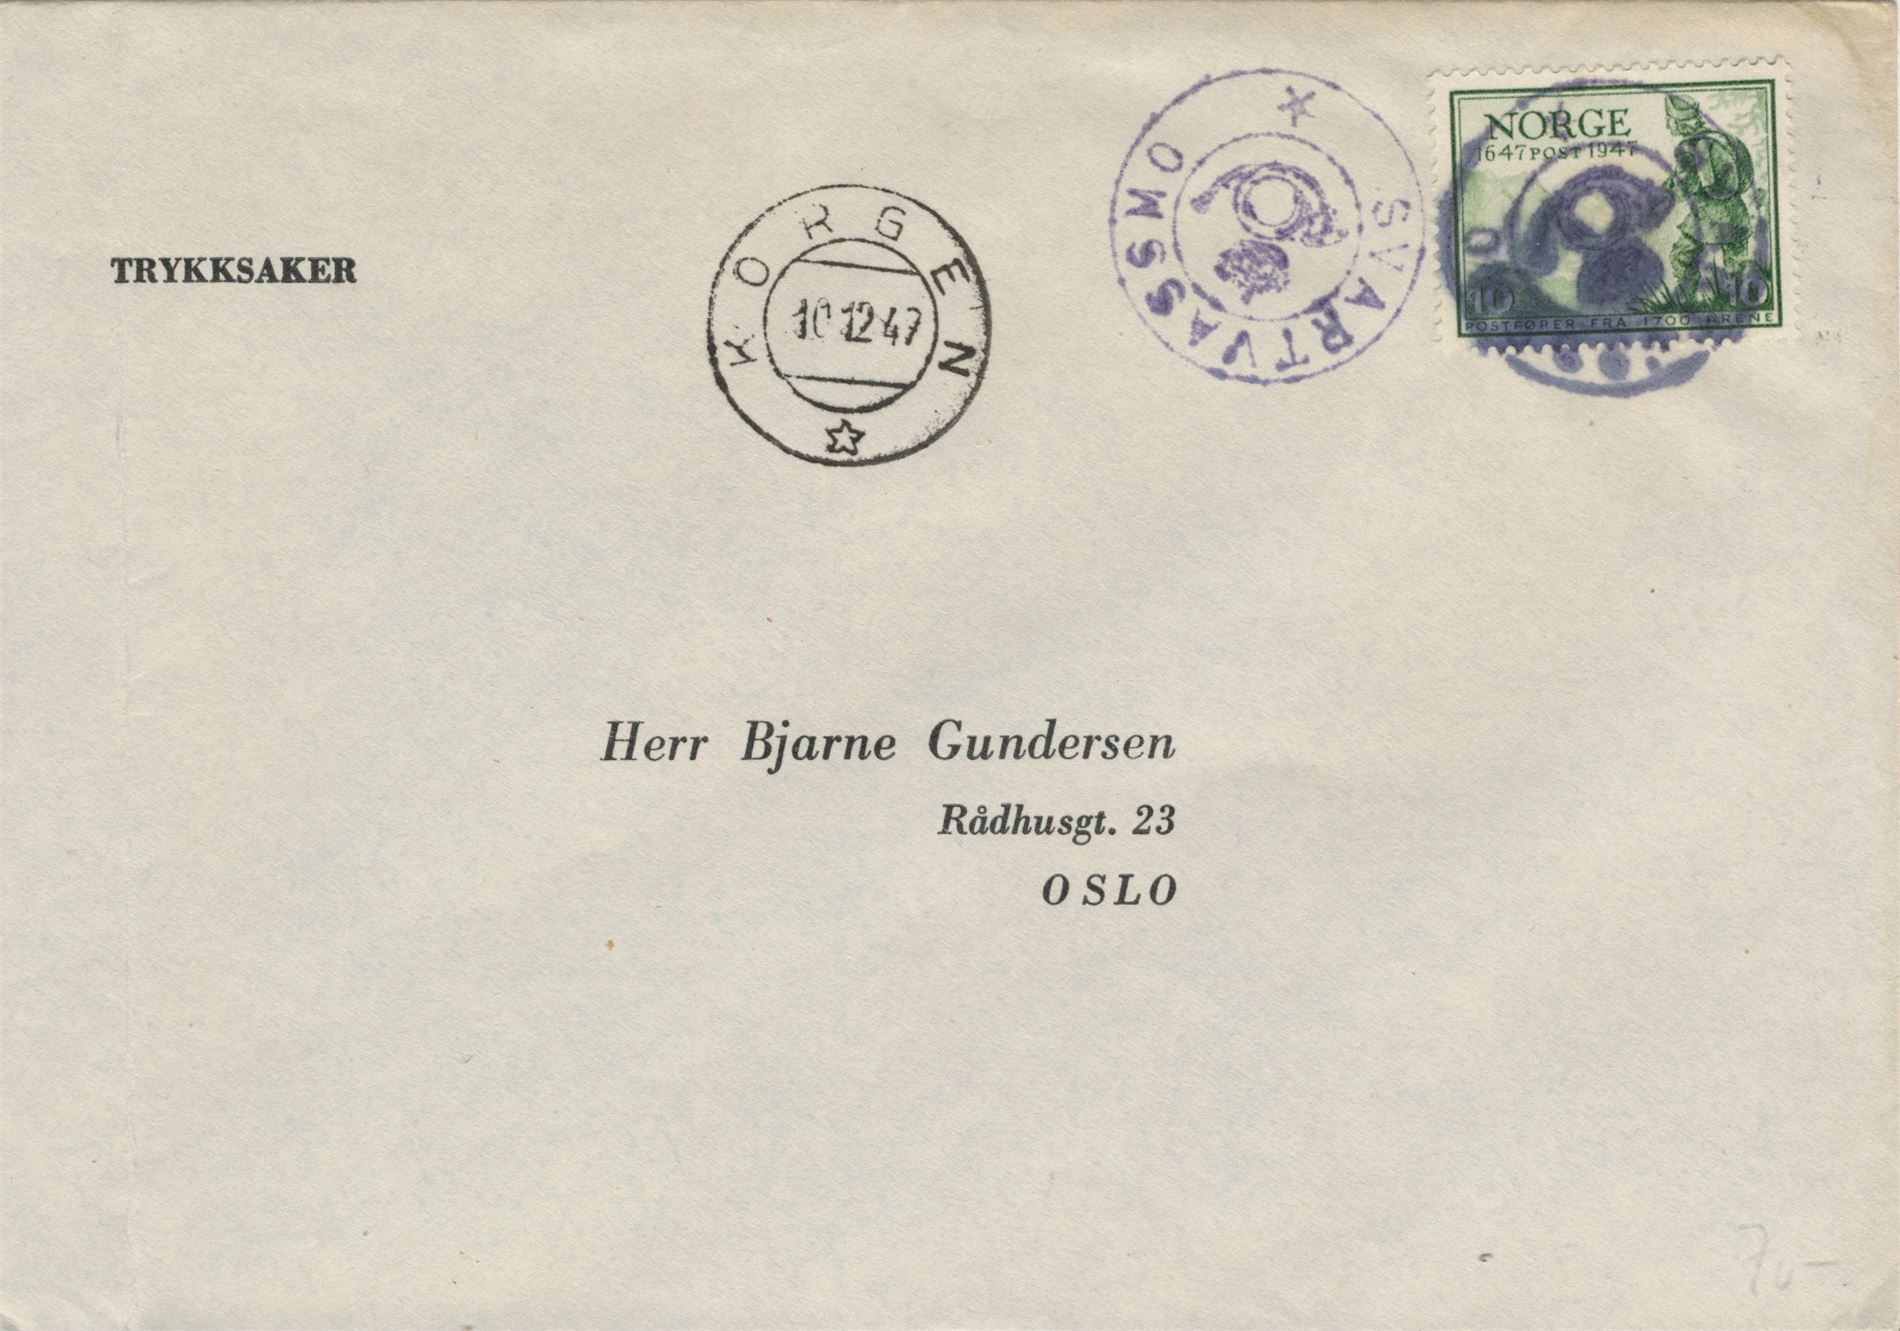 NORGE
1647 POST 1947
10 10
POSTFØRER FRA 1700 ÅRENE
SVARTVASSMO
KORGEN
10 12 47
TRYKKSAKER
Herr Bjarne Gundersen
Rådhusgt. 23
OSLO